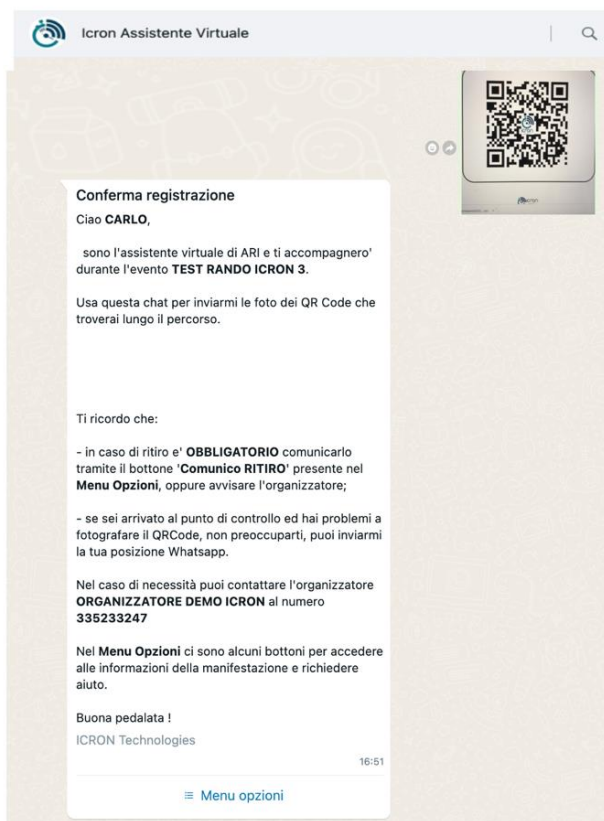 Icron Assistente Virtuale
Conferma registrazione
Ciao CARLO,
sono l'assistente virtuale di ARI e ti accompagnero'
durante l'evento TEST RANDO ICRON 3.
Usa questa chat per inviarmi le foto dei QR Code che
troverai lungo il percorso.
Ti ricordo che:
- in caso di ritiro e' OBBLIGATORIO comunicarlo
tramite il bottone 'Comunico RITIRO' presente nel
Menu Opzioni, oppure avvisare l'organizzatore;
- se sei arrivato al punto di controllo ed hai problemi a
fotografare il QRCode, non preoccuparti, puoi inviarmi
la tua posizione Whatsapp.
Nel caso di necessità puoi contattare l'organizzatore
ORGANIZZATORE DEMO ICRON al numero
335233247
Nel Menu Opzioni ci sono alcuni bottoni per accedere
alle informazioni della manifestazione e richiedere
aiuto.
Buona pedalata !
ICRON Technologies
16:51
Menu opzioni